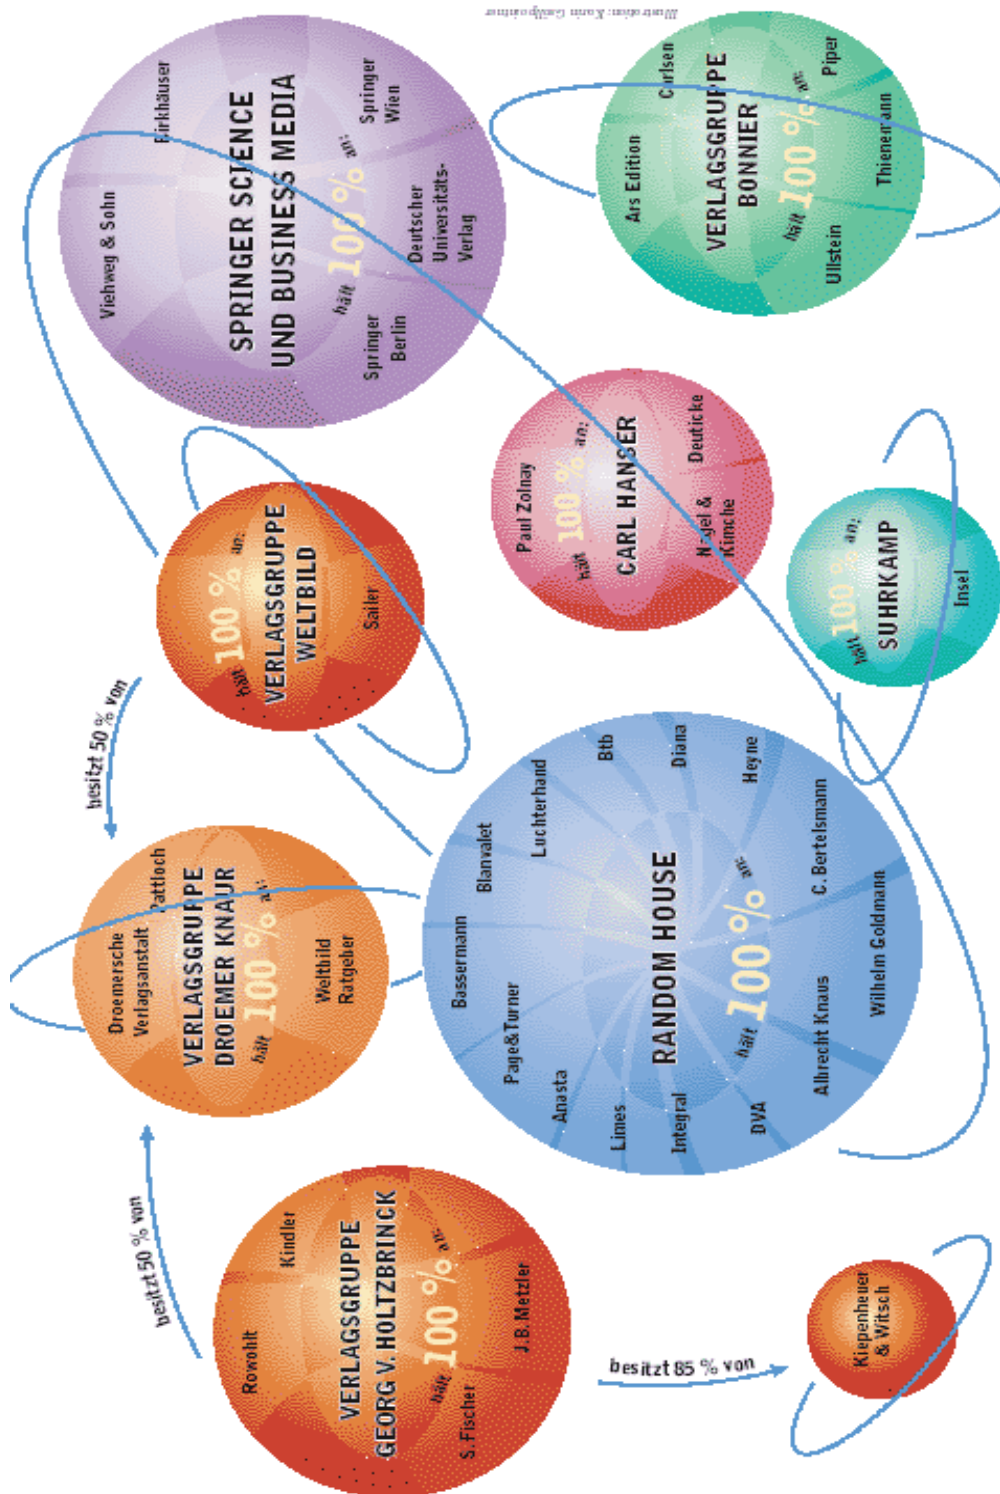 besitzt 50 % von
besitzt 50 % von
Rowohlt
Kindler
VERLAGSGRUPPE
GEORG V. HOLTZBRINCK
hält 100 % an:
S. Fischer
J.B. Metzler
besitzt 85 % von
Kiepenheuer
& Witsch
Droemersche
Verlagsanstalt
Pattloch
VERLAGSGRUPPE
DROEMER KNAUR
hält 100 % an:
Weltbild
Ratgeber
hält 100 % an:
VERLAGSGRUPPE
WELTBILD
Sailer
Viehweg & Sohn
Birkhäuser
SPRINGER SCIENCE
UND BUSINESS MEDIA
hält 100 % an:
Springer
Berlin
Deutscher
Universitäts-
Verlag
Springer
Wien
Bassermann
Blanvalet
Page&Turner
Luchterhand
Anasta
Btb
Limes
RANDOM HOUSE
Integral
Diana
hält 100 % an:
DVA
Heyne
Albrecht Knaus
C. Bertelsmann
Wilhelm Goldmann
Paul Zolnay
hält 100 % an:
CARL HANSER
Nagel &
Kimche
Deuticke
hält 100 % an:
SUHRKAMP
Insel
Ars Edition
Carlsen
VERLAGSGRUPPE
BONNIER
hält 100 % an:
Ullstein
Piper
Thienemann
Illustration: Karin